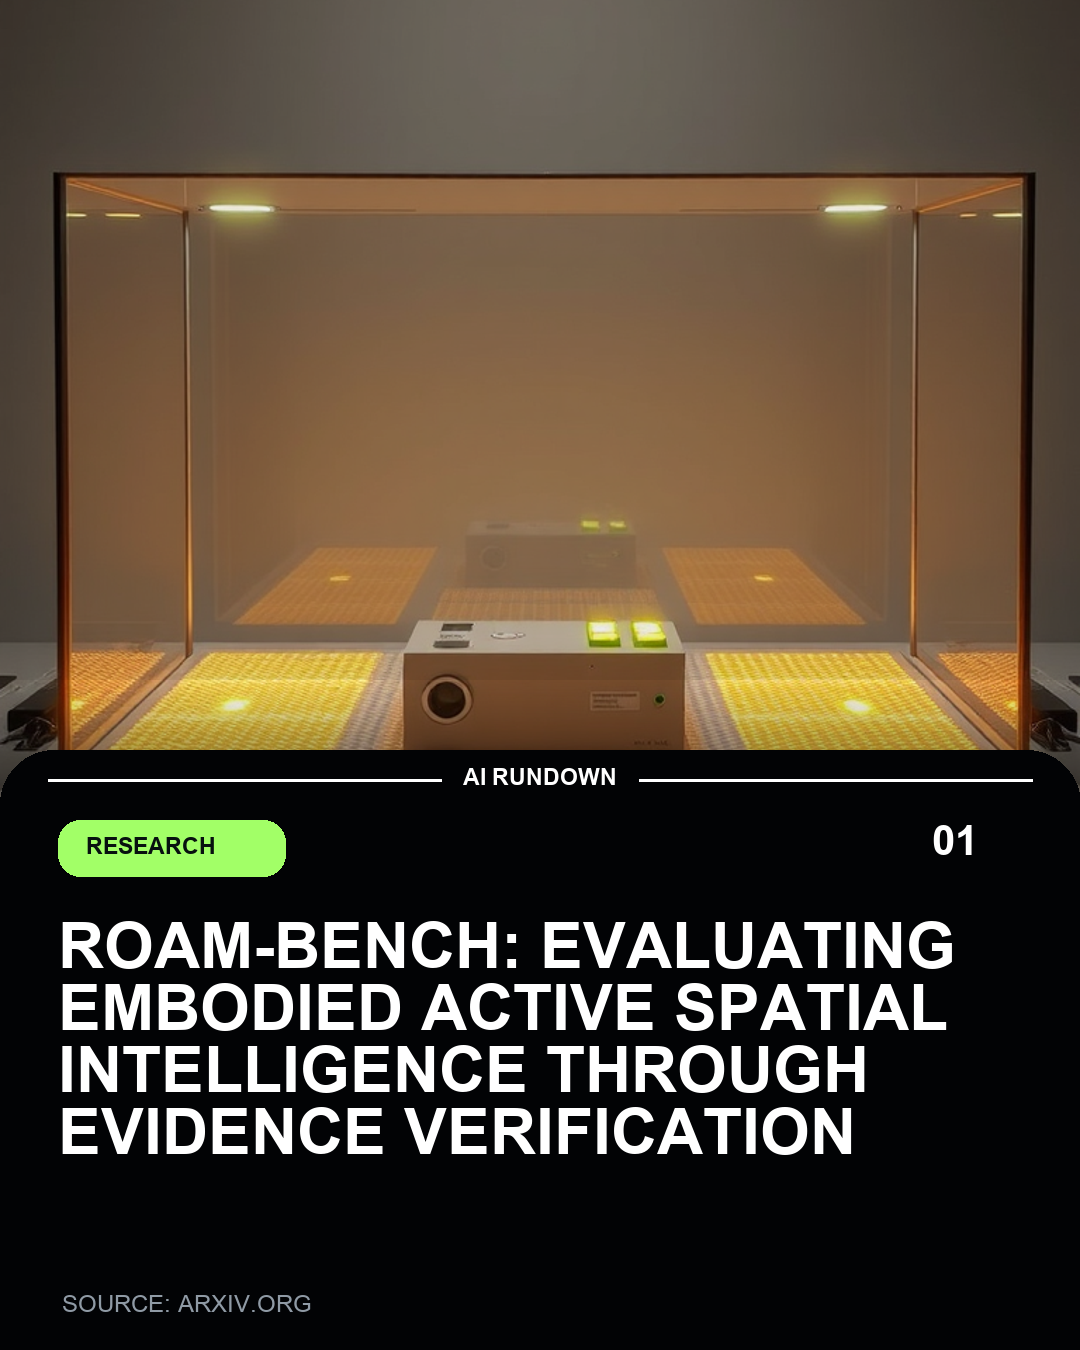 AI RUNDOWN
RESEARCH
01
ROAM-BENCH: EVALUATING
EMBODIED ACTIVE SPATIAL
INTELLIGENCE THROUGH
EVIDENCE VERIFICATION
SOURCE: ARXIV.ORG